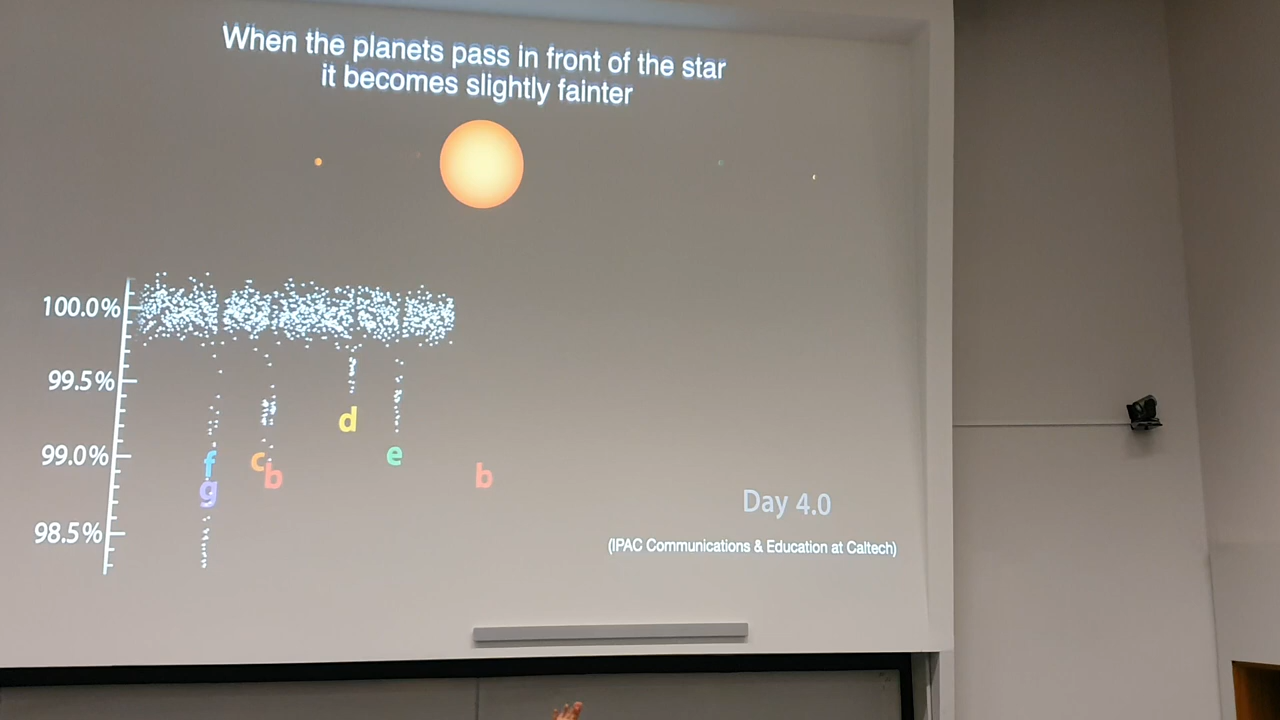 When the planets pass in front of the star
it becomes slightly fainter
100.0%
99.5%
99.0%
98.5%
f
g
c
b
d
e
b
Day 4.0
(IPAC Communications & Education at Caltech)